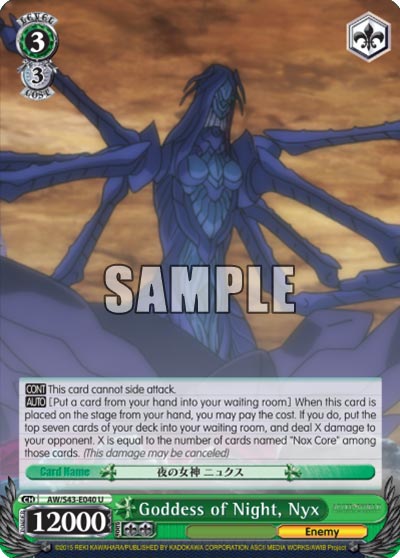 LEVEL
3
3
COST
SAMPLE
CONT This card cannot side attack.
AUTO [Put a card from your hand into your waiting room] When this card is
placed on the stage from your hand, you may pay the cost. If you do, put the
top seven cards of your deck into your waiting room, and deal X damage to
your opponent. X is equal to the number of cards named "Nox Core" among
those cards. (This damage may be canceled)
Card Name 夜の女神 ニュクス
CH AW/S43-E040 U
12000 Goddess of Night, Nyx
Enemy
©2015 REKI KAWAHARA/PUBLISHED BY KADOKAWA CORPORATION ASCII MEDIA WORKS/AWIB Project